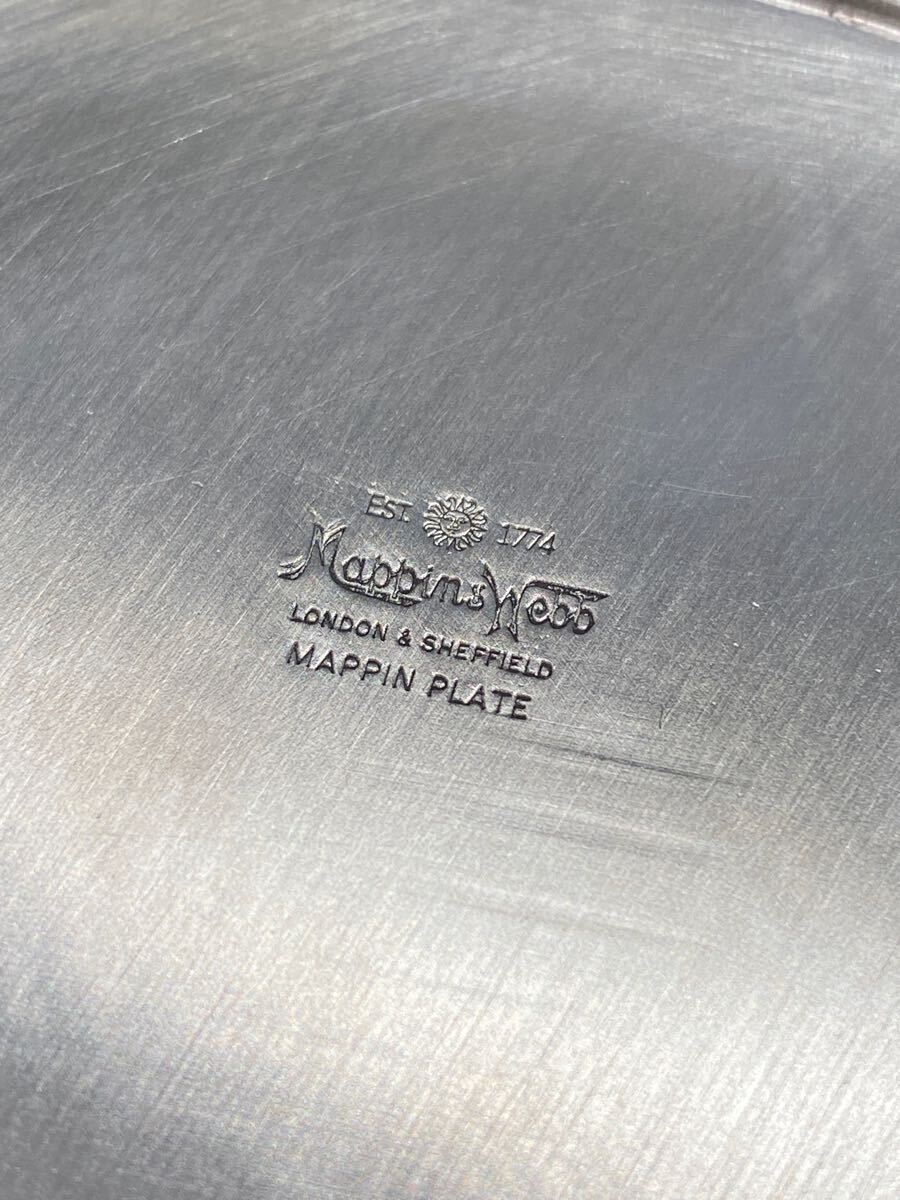 EST. 1774
Mappin & Webb
LONDON & SHEFFIELD
MAPPIN PLATE